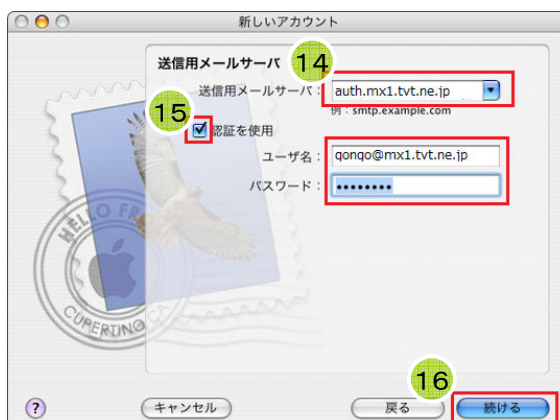 新しいアカウント
送信用メールサーバ
14
送信用メールサーバ：
auth.mx1.tvt.ne.jp
例：smtp.example.com
15
認証を使用
ユーザ名：
qonqo@mx1.tvt.ne.jp
パスワード：
••••••••
HELLO FR
CUPERTINO CA
16
?
キャンセル
戻る
続ける